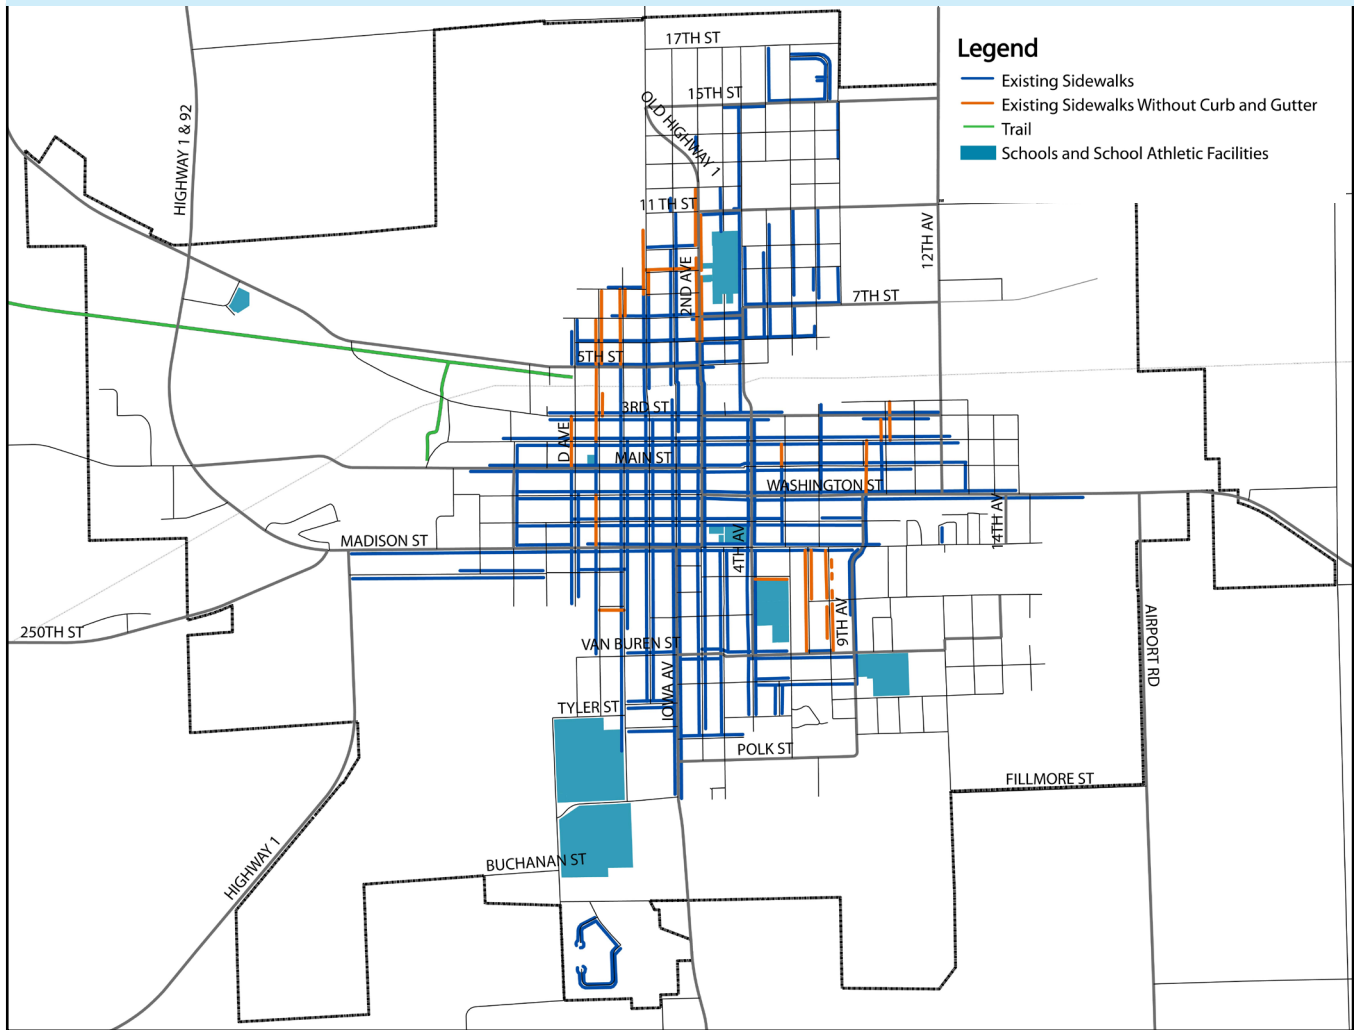 17TH ST
Legend
Existing Sidewalks
15TH ST
Existing Sidewalks Without Curb and Gutter
HIGHWAY 1 & 92
OLD HIGHWAY 1
Trail
Schools and School Athletic Facilities
11 TH ST
12TH AV
2ND AVE
7TH ST
5TH ST
3RD ST
D AVE
MAIN ST
WASHINGTON ST
14TH AV
MADISON ST
4TH AV
9TH AV
250TH ST
AIRPORT RD
VAN BUREN ST
IOWA AV
TYLER ST
POLK ST
FILLMORE ST
HIGHWAY 1
BUCHANAN ST